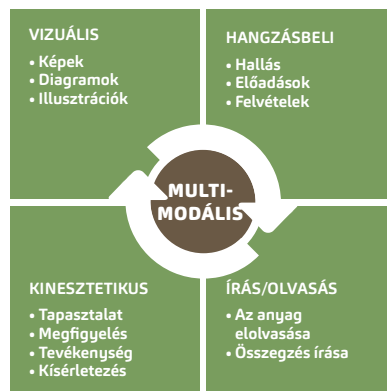 VIZUÁLIS
• Képek
• Diagramok
• Illusztrációk
HANGZÁSBELI
• Hallás
• Előadások
• Felvételek
MULTI-
MODÁLIS
KINESZTETIKUS
• Tapasztalat
• Megfigyelés
• Tevékenység
• Kísérletezés
ÍRÁS/OLVASÁS
• Az anyag
elolvasása
• Összegzés írása